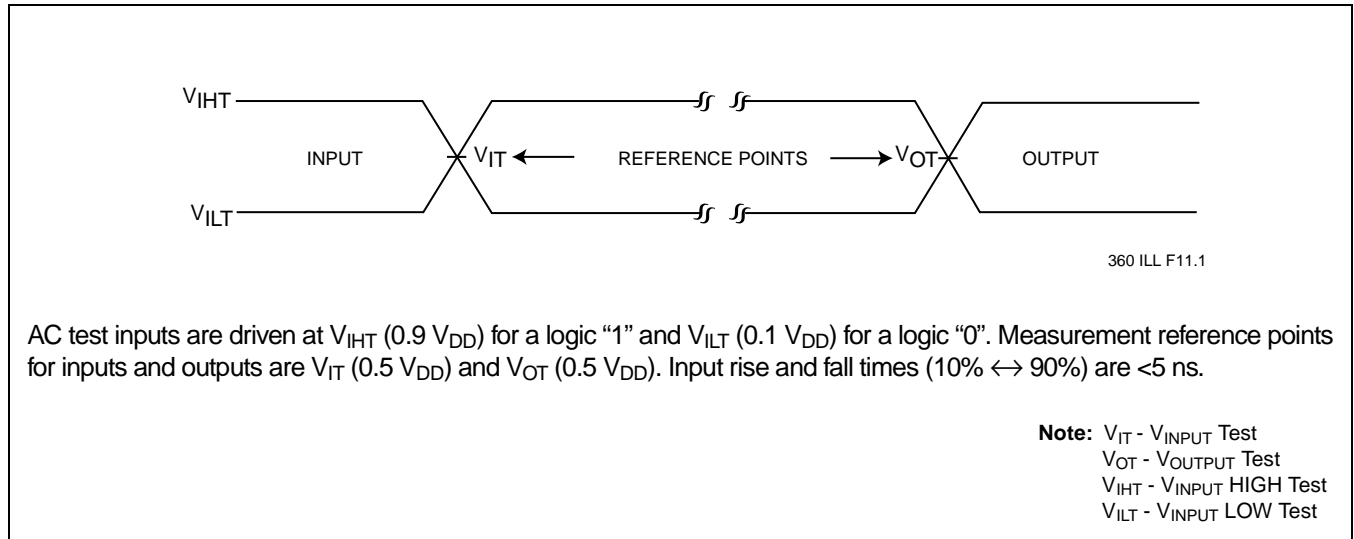 VIHT
INPUT VIT REFERENCE POINTS VOT OUTPUT
VILT
360 ILL F11.1
AC test inputs are driven at VIHT (0.9 VDD) for a logic “1” and VILT (0.1 VDD) for a logic “0”. Measurement reference points
for inputs and outputs are VIT (0.5 VDD) and VOT (0.5 VDD). Input rise and fall times (10% ↔ 90%) are <5 ns.
Note: VIT - VINPUT Test
VOT - VOUTPUT Test
VIHT - VINPUT HIGH Test
VILT - VINPUT LOW Test